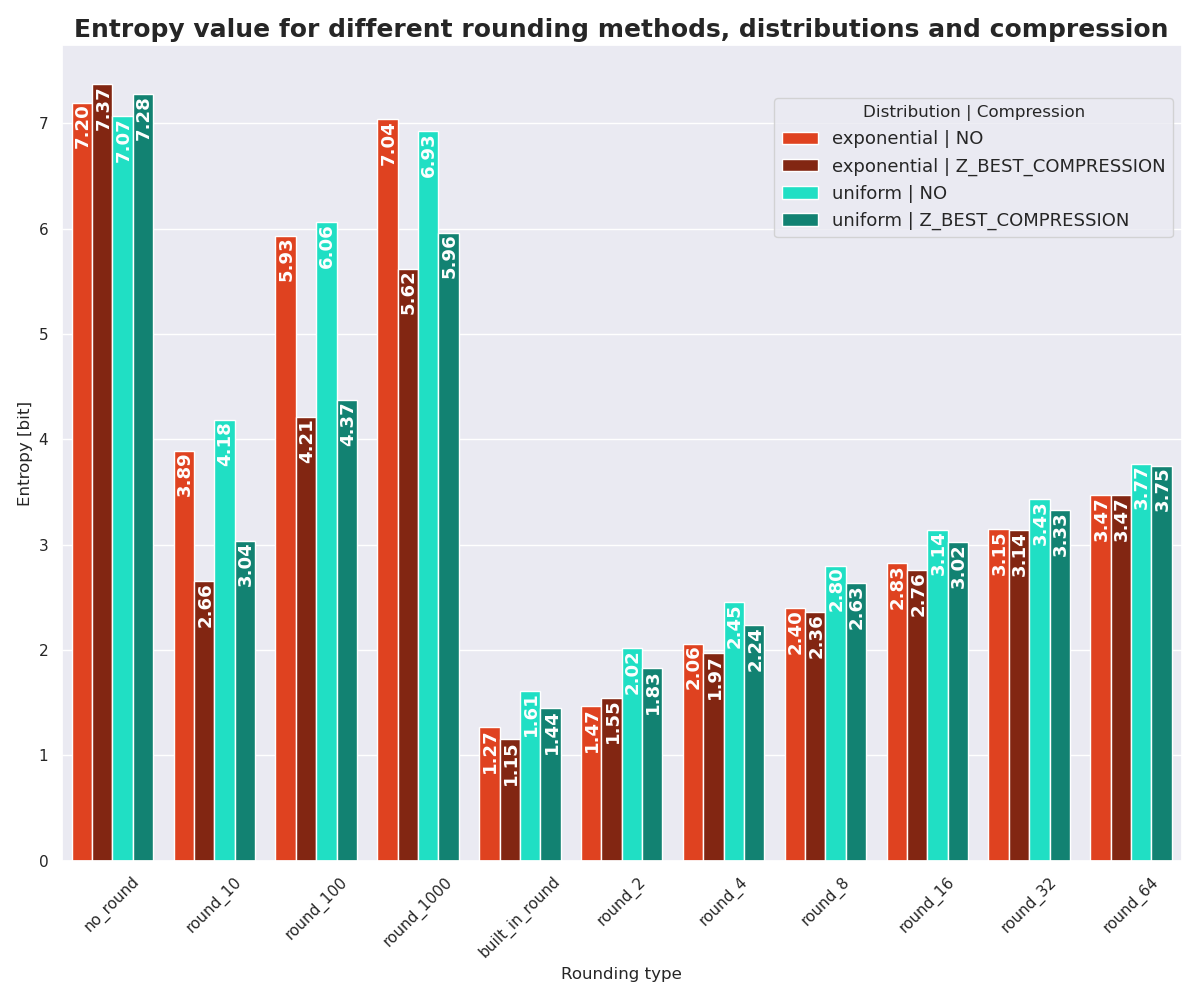 Entropy value for different rounding methods, distributions and compression
Distribution | Compression
exponential | NO
exponential | Z_BEST_COMPRESSION
uniform | NO
uniform | Z_BEST_COMPRESSION
Entropy [bit]
7
6
5
4
3
2
1
0
7.20 7.37 7.07 7.28
3.89 2.66 4.18 3.04
5.93 4.21 6.06 4.37
7.04 5.62 6.93 5.96
1.27 1.15 1.61 1.44
1.47 1.55 2.02 1.83
2.06 1.97 2.45 2.24
2.40 2.36 2.80 2.63
2.83 2.76 3.14 3.02
3.15 3.14 3.43 3.33
3.47 3.47 3.77 3.75
no_round
round_10
round_100
round_1000
built_in_round
round_2
round_4
round_8
round_16
round_32
round_64
Rounding type